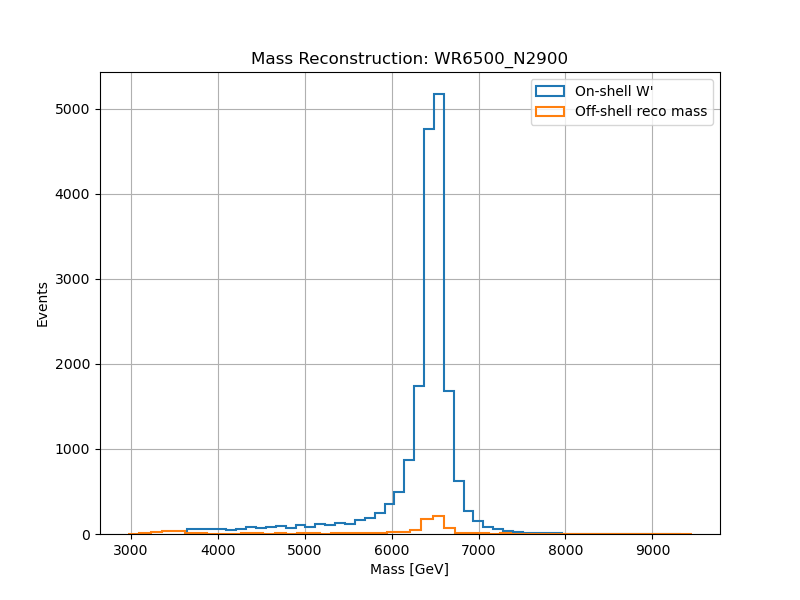 Mass Reconstruction: WR6500_N2900
On-shell W'
Off-shell reco mass
5000
4000
3000
2000
1000
0
Events
3000 4000 5000 6000 7000 8000 9000
Mass [GeV]